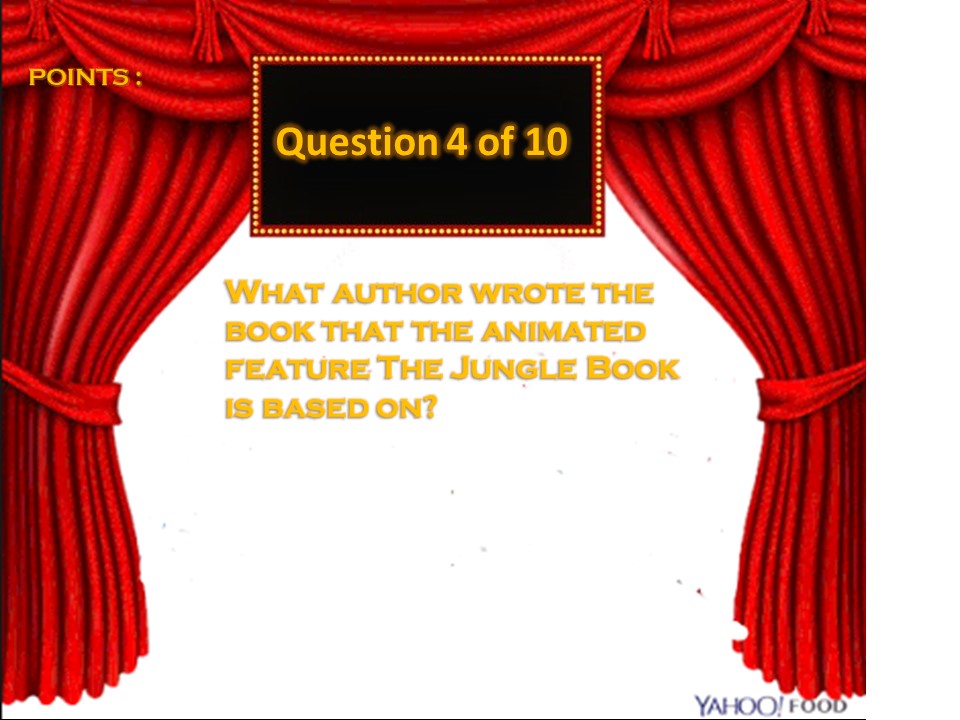 POINTS :
Question 4 of 10
What author wrote the
book that the animated
feature The Jungle Book
is based on?
YAHOO! FOOD